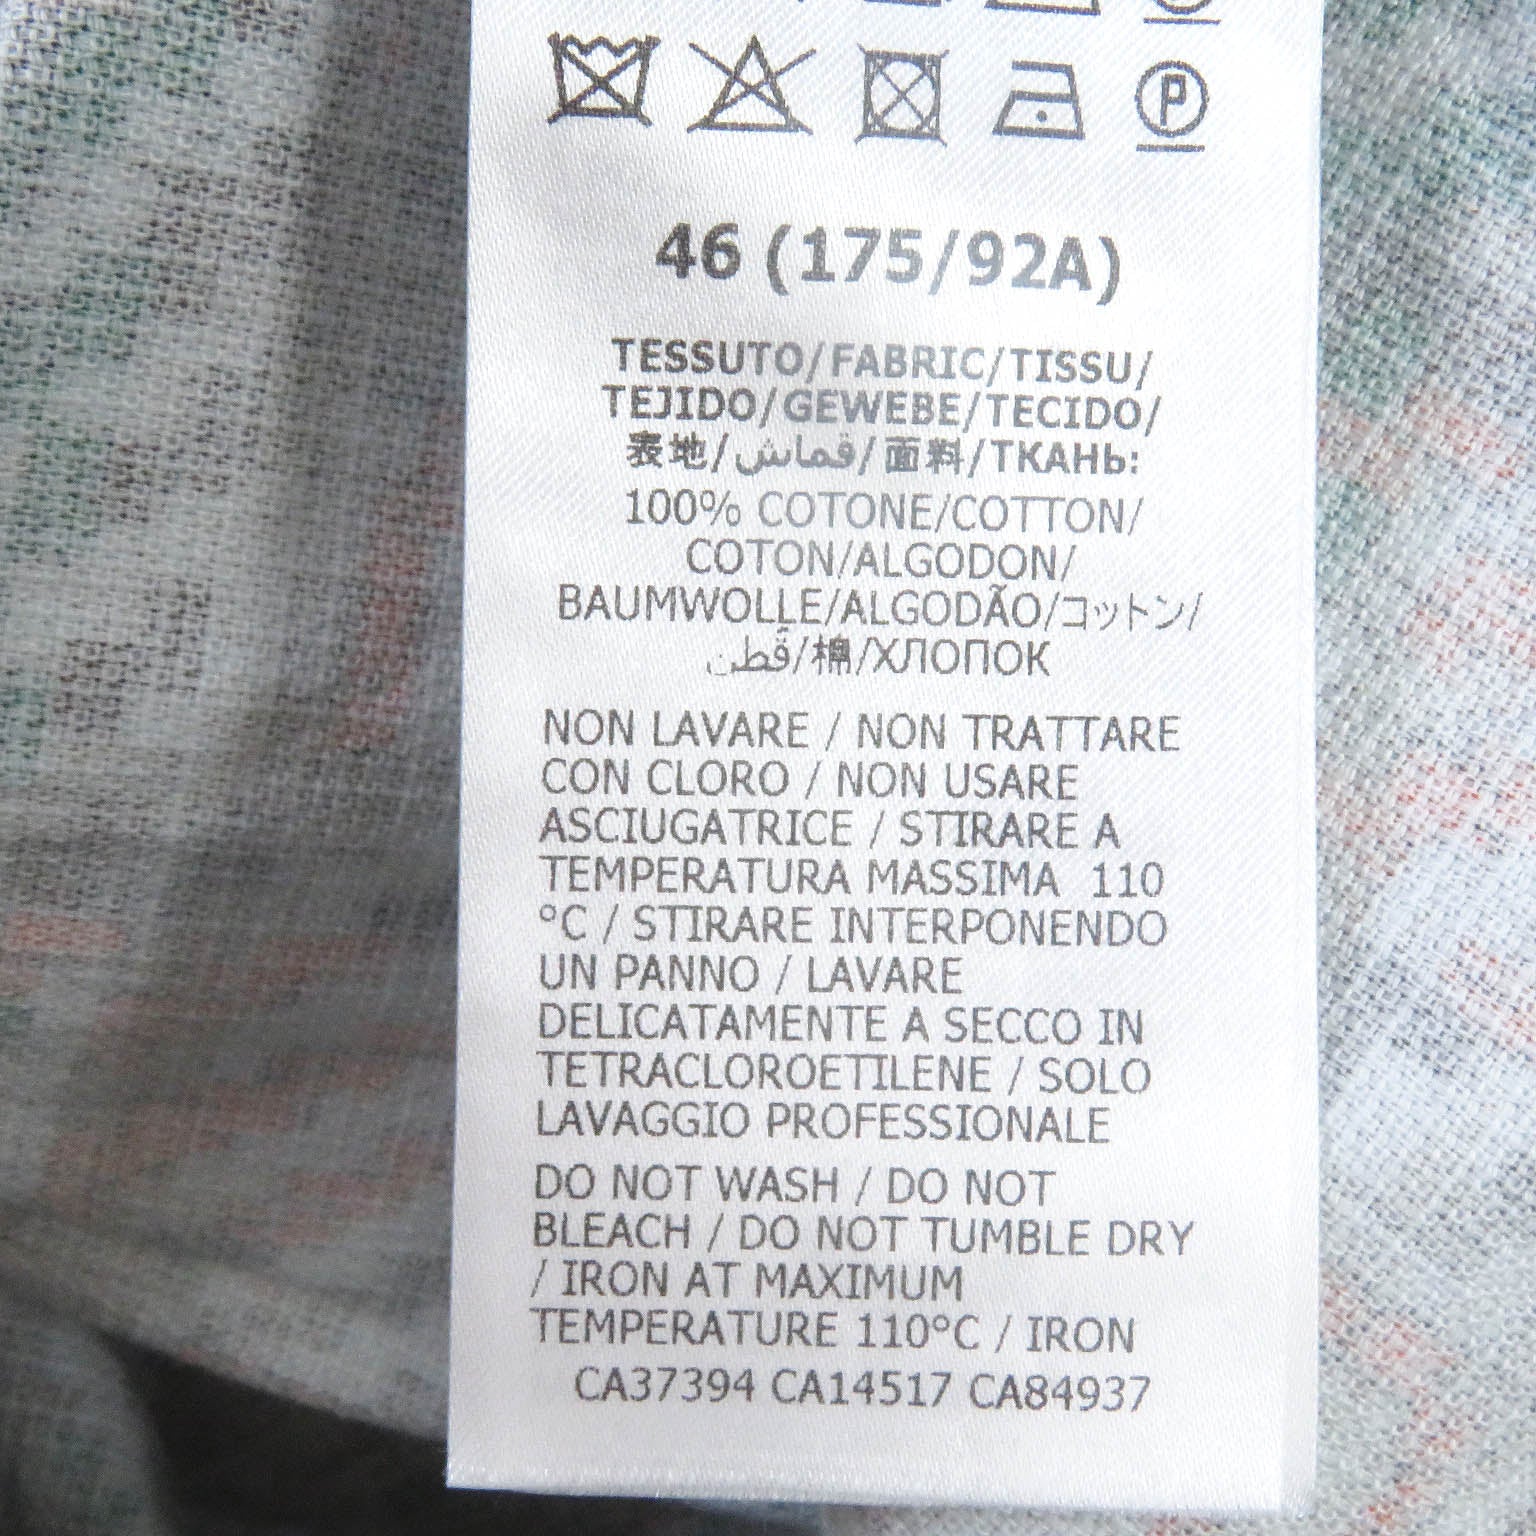 P
46 (175/92A)
TESSUTO/FABRIC/TISSU/
TEJIDO/GEWEBE/TECIDO/
表地/قماش/面料/ТКАНЬ:
100% COTONE/COTTON/
COTON/ALGODON/
BAUMWOLLE/ALGODÃO/コットン/
قطن/棉/ХЛОПОК
NON LAVARE / NON TRATTARE
CON CLORO / NON USARE
ASCIUGATRICE / STIRARE A
TEMPERATURA MASSIMA 110
°C / STIRARE INTERPONENDO
UN PANNO / LAVARE
DELICATAMENTE A SECCO IN
TETRACLOROETILENE / SOLO
LAVAGGIO PROFESSIONALE
DO NOT WASH / DO NOT
BLEACH / DO NOT TUMBLE DRY
/ IRON AT MAXIMUM
TEMPERATURE 110°C / IRON
CA37394 CA14517 CA84937